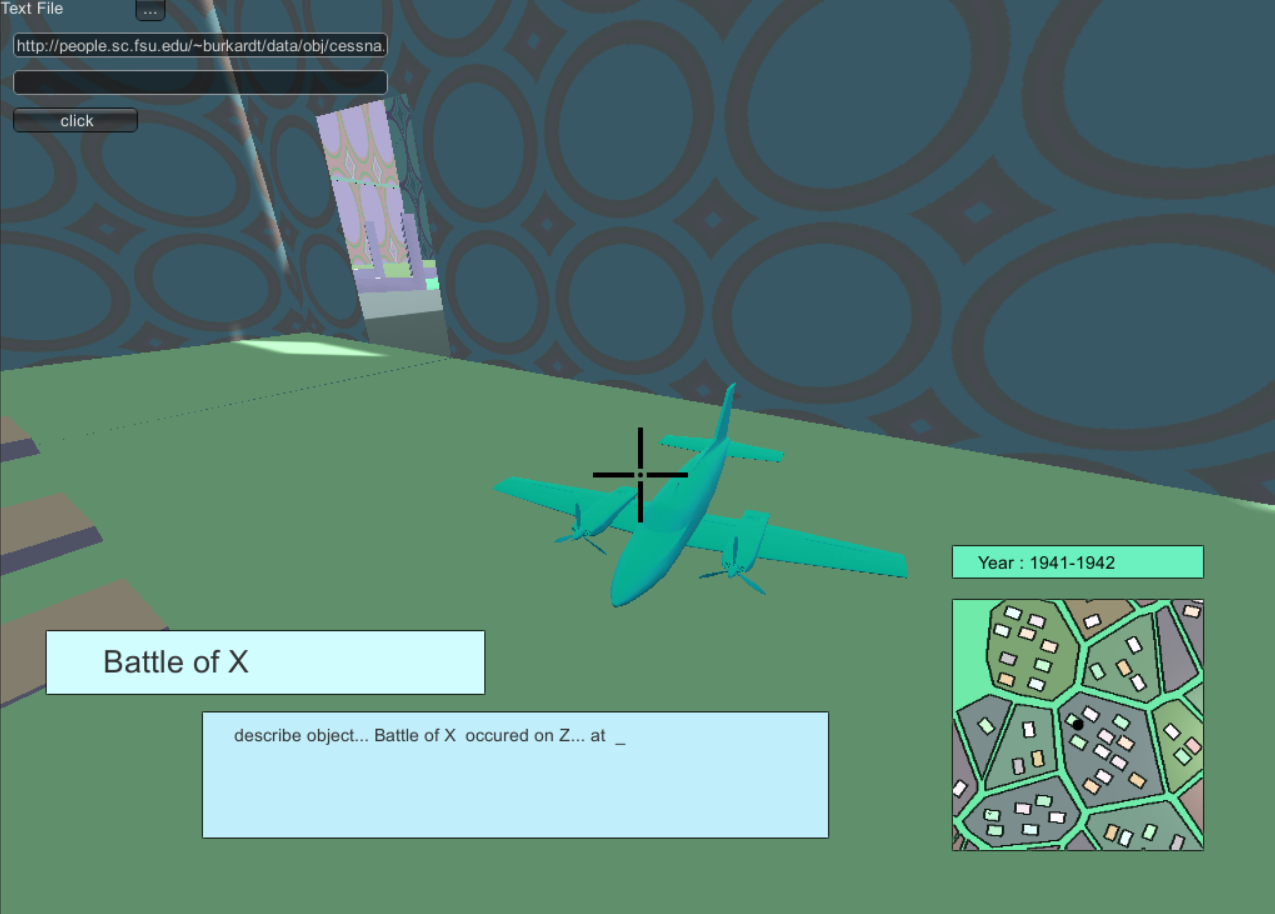 Text File
...
http://people.sc.fsu.edu/~burkardt/data/obj/cessna.
click
Year : 1941-1942
Battle of X
describe object... Battle of X occured on Z... at _